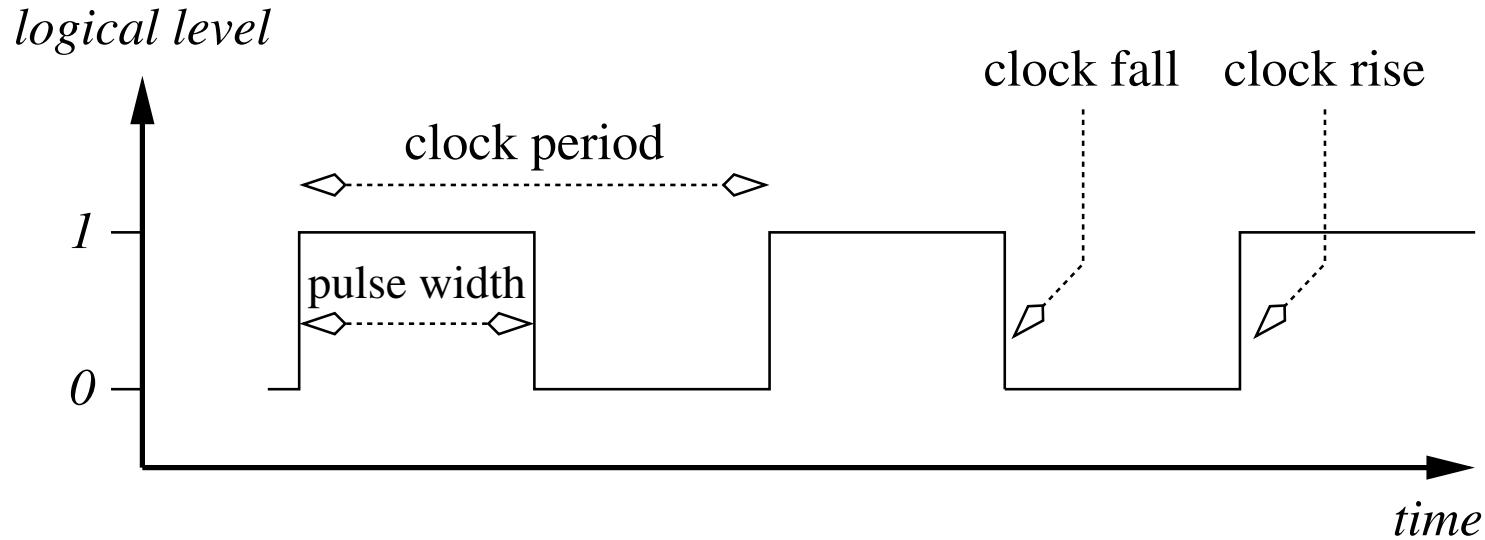 logical level
clock fall
clock rise
clock period
1
pulse width
0
time